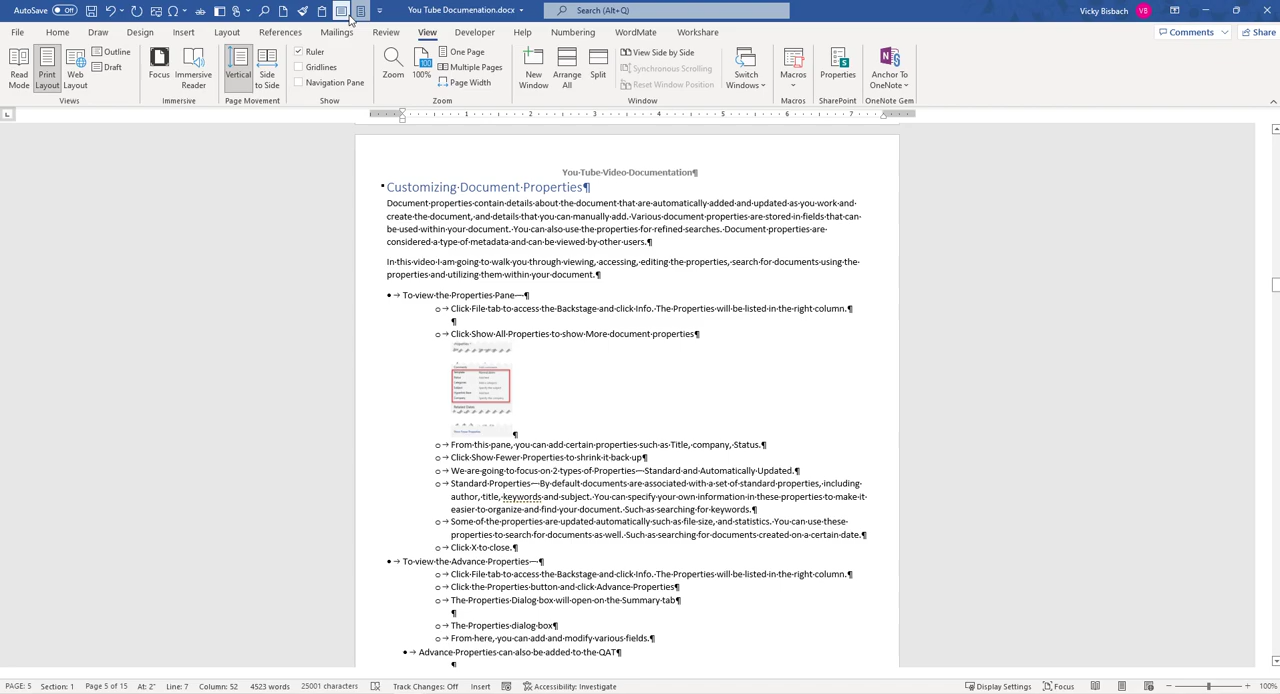 AutoSave Off You Tube Documenation.docx Search (Alt+Q) Vicky Bisbach VB
File Home Draw Design Insert Layout References Mailings Review View Developer Help Numbering WordMate Workshare Comments Share
Read Mode Print Layout Web Layout Outline Draft Focus Immersive Reader Vertical Side to Side Ruler Gridlines Navigation Pane Zoom 100% One Page Multiple Pages Page Width New Window Arrange All Split View Side by Side Synchronous Scrolling Reset Window Position Switch Windows Macros Properties Anchor To OneNote
Views Immersive Page Movement Show Zoom Window Macros SharePoint OneNote Gem
1 2 3 4 5 6 7
You·Tube·Video·Documentation¶
Customizing·Document·Properties¶
Document·properties·contain·details·about·the·document·that·are·automatically·added·and·updated·as·you·work·and·
create·the·document,·and·details·that·you·can·manually·add.·Various·document·properties·are·stored·in·fields·that·can·
be·used·within·your·document.·You·can·also·use·the·properties·for·refined·searches.·Document·properties·are·
considered·a·type·of·metadata·and·can·be·viewed·by·other·users.¶
In·this·video·I·am·going·to·walk·you·through·viewing,·accessing,·editing·the·properties,·search·for·documents·using·the·
properties·and·utilizing·them·within·your·document.¶
•→To·view·the·Properties·Pane·–·¶
o→Click·File·tab·to·access·the·Backstage·and·click·Info.·The·Properties·will·be·listed·in·the·right·column.¶
¶
o→Click·Show·All·Properties·to·show·More·document·properties¶
¶
o→From·this·pane,·you·can·add·certain·properties·such·as·Title,·company,·Status.¶
o→Click·Show·Fewer·Properties·to·shrink·it·back·up¶
o→We·are·going·to·focus·on·2·types·of·Properties·–·Standard·and·Automatically·Updated.¶
o→Standard·Properties·–·By·default·documents·are·associated·with·a·set·of·standard·properties,·including·
author,·title,·keywords·and·subject.·You·can·specify·your·own·information·in·these·properties·to·make·it·
easier·to·organize·and·find·your·document.·Such·as·searching·for·keywords.¶
o→Some·of·the·properties·are·updated·automatically·such·as·file·size,·and·statistics.·You·can·use·these·
properties·to·search·for·documents·as·well.·Such·as·searching·for·documents·created·on·a·certain·date.¶
o→Click·X·to·close.¶
•→To·view·the·Advance·Properties·–·¶
o→Click·File·tab·to·access·the·Backstage·and·click·Info.·The·Properties·will·be·listed·in·the·right·column.¶
o→Click·the·Properties·button·and·click·Advance·Properties¶
o→The·Properties·Dialog·box·will·open·on·the·Summary·tab¶
¶
o→The·Properties·dialog·box¶
o→From·here,·you·can·add·and·modify·various·fields.¶
•→Advance·Properties·can·also·be·added·to·the·QAT¶
¶
PAGE: 5 Section: 1 Page 5 of 15 At: 2" Line: 7 Column: 52 4523 words 25001 characters Track Changes: Off Insert Accessibility: Investigate Display Settings Focus 100%